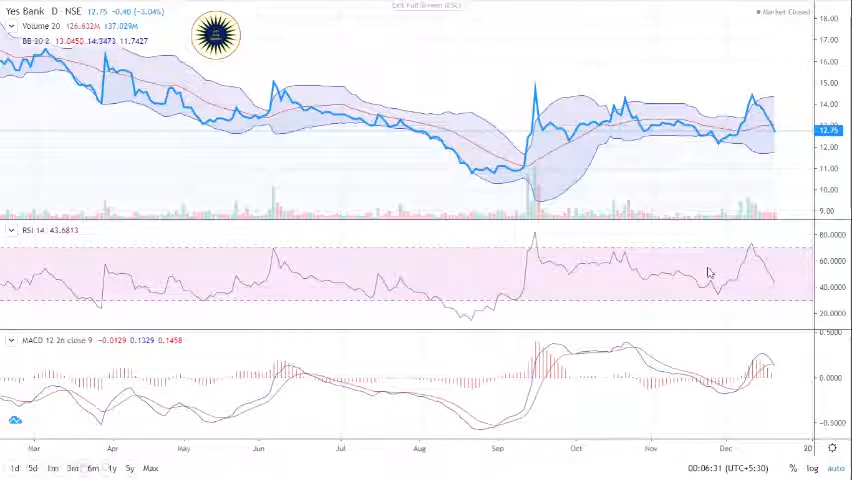 Exit Full Screen (ESC)
Yes Bank D · NSE 12.75 -0.40 (-3.04%)
Market Closed
Volume 20 126.632M 137.029M
BB 20 2 13.0450 14.3473 11.7427
18.00
17.00
16.00
15.00
14.00
13.00
12.75
12.00
11.00
10.00
9.00
RSI 14 43.6813
80.0000
60.0000
40.0000
20.0000
MACD 12 26 close 9 -0.0129 0.1329 0.1458
0.5000
0.0000
-0.5000
Mar Apr May Jun Jul Aug Sep Oct Nov Dec 20
1d 5d 1m 3m 6m 1y 5y Max 00:06:31 (UTC+5:30) % log auto